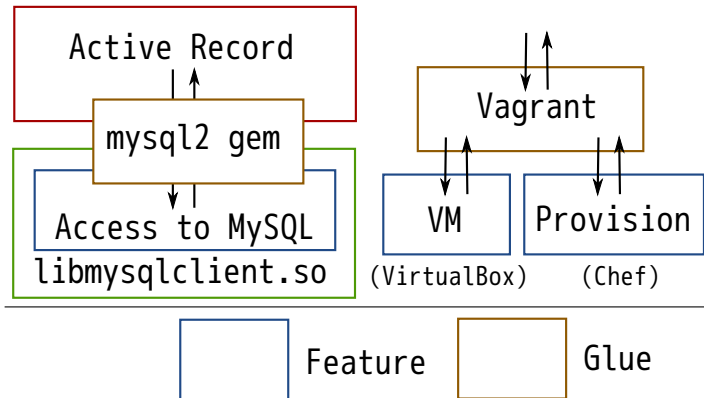 Active Record
mysql2 gem
Access to MySQL
libmysqlclient.so
Vagrant
VM
Provision
(VirtualBox)
(Chef)
Feature
Glue